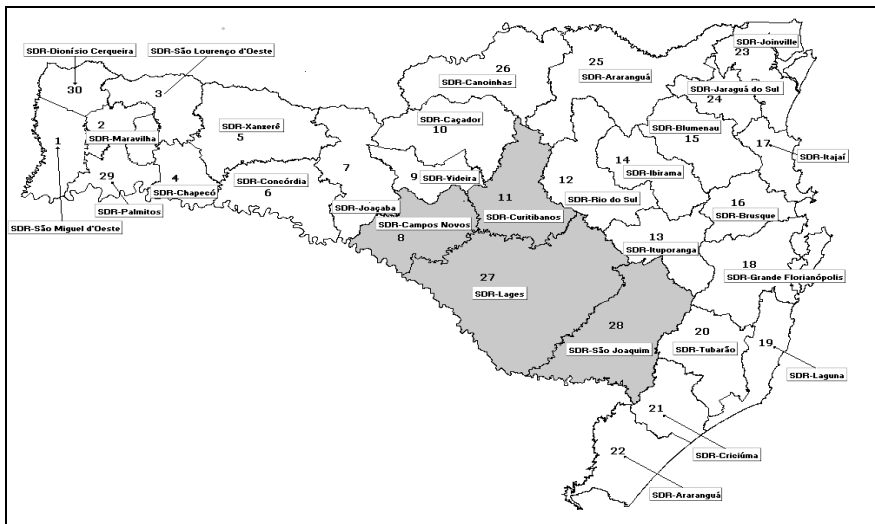 SDR-Dionísio Cerqueira
SDR-São Lourenço d'Oeste
SDR-Joinville
23
30
3
26
SDR-Canoinhas
25
SDR-Araranguá
SDR-Jaraguá do Sul
24
2
SDR-Maravilha
1
SDR-Xanxerê
5
SDR-Caçador
10
SDR-Blumenau
15
17
SDR-Itajaí
4
SDR-Chapecó
29
SDR-Palmitos
SDR-São Miguel d'Oeste
SDR-Concórdia
6
7
SDR-Joaçaba
9
SDR-Videira
11
SDR-Curitibanos
12
SDR-Rio do Sul
14
SDR-Ibirama
16
SDR-Brusque
SDR-Campos Novos
8
13
SDR-Ituporanga
18
SDR-Grande Florianópolis
27
SDR-Lages
28
SDR-São Joaquim
20
SDR-Tubarão
19
SDR-Laguna
21
SDR-Criciúma
22
SDR-Araranguá